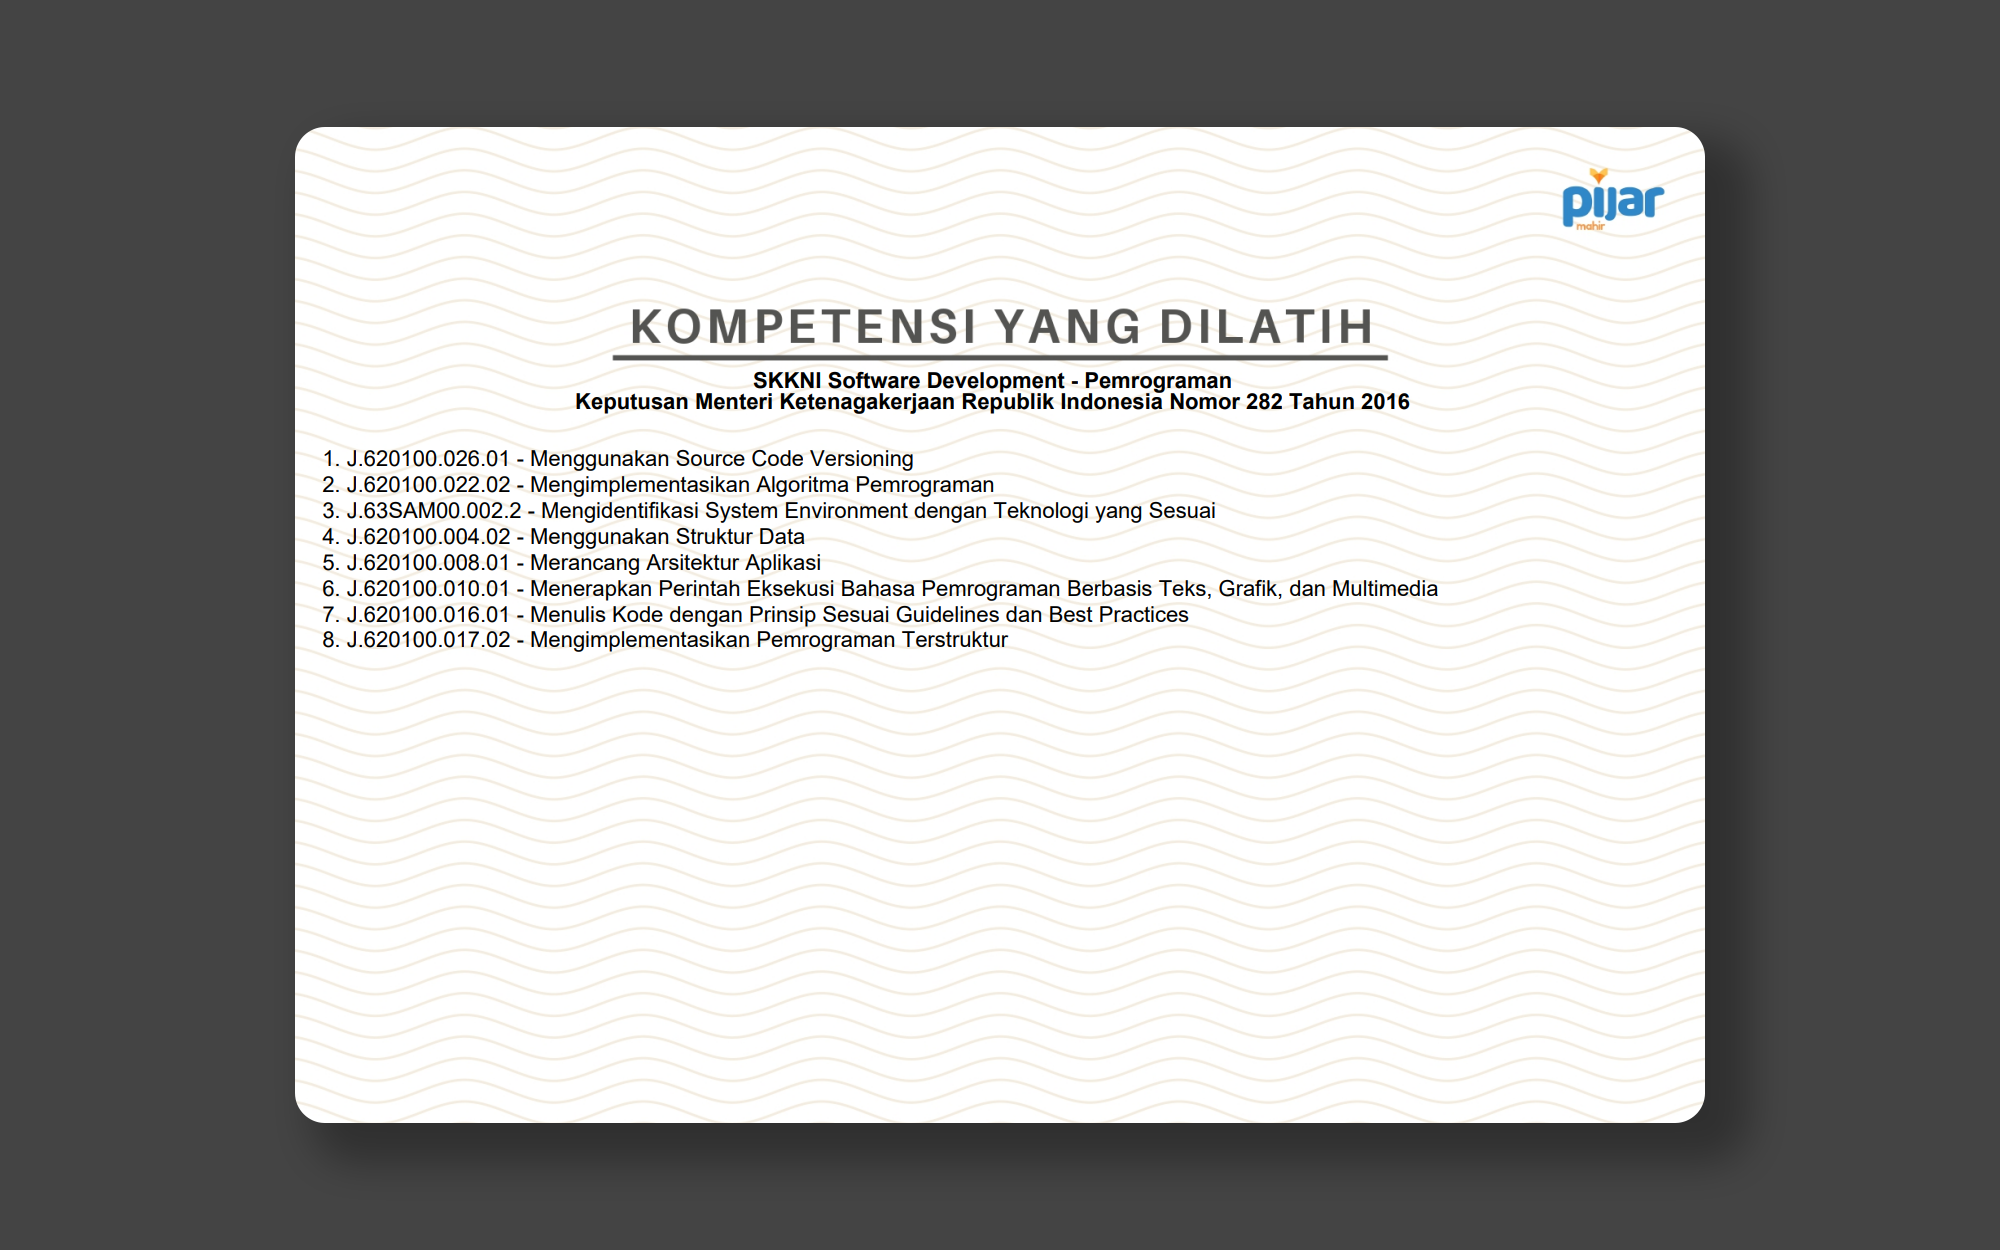 pijar
mahir
KOMPETENSI YANG DILATIH
SKKNI Software Development - Pemrograman
Keputusan Menteri Ketenagakerjaan Republik Indonesia Nomor 282 Tahun 2016
1. J.620100.026.01 - Menggunakan Source Code Versioning
2. J.620100.022.02 - Mengimplementasikan Algoritma Pemrograman
3. J.63SAM00.002.2 - Mengidentifikasi System Environment dengan Teknologi yang Sesuai
4. J.620100.004.02 - Menggunakan Struktur Data
5. J.620100.008.01 - Merancang Arsitektur Aplikasi
6. J.620100.010.01 - Menerapkan Perintah Eksekusi Bahasa Pemrograman Berbasis Teks, Grafik, dan Multimedia
7. J.620100.016.01 - Menulis Kode dengan Prinsip Sesuai Guidelines dan Best Practices
8. J.620100.017.02 - Mengimplementasikan Pemrograman Terstruktur